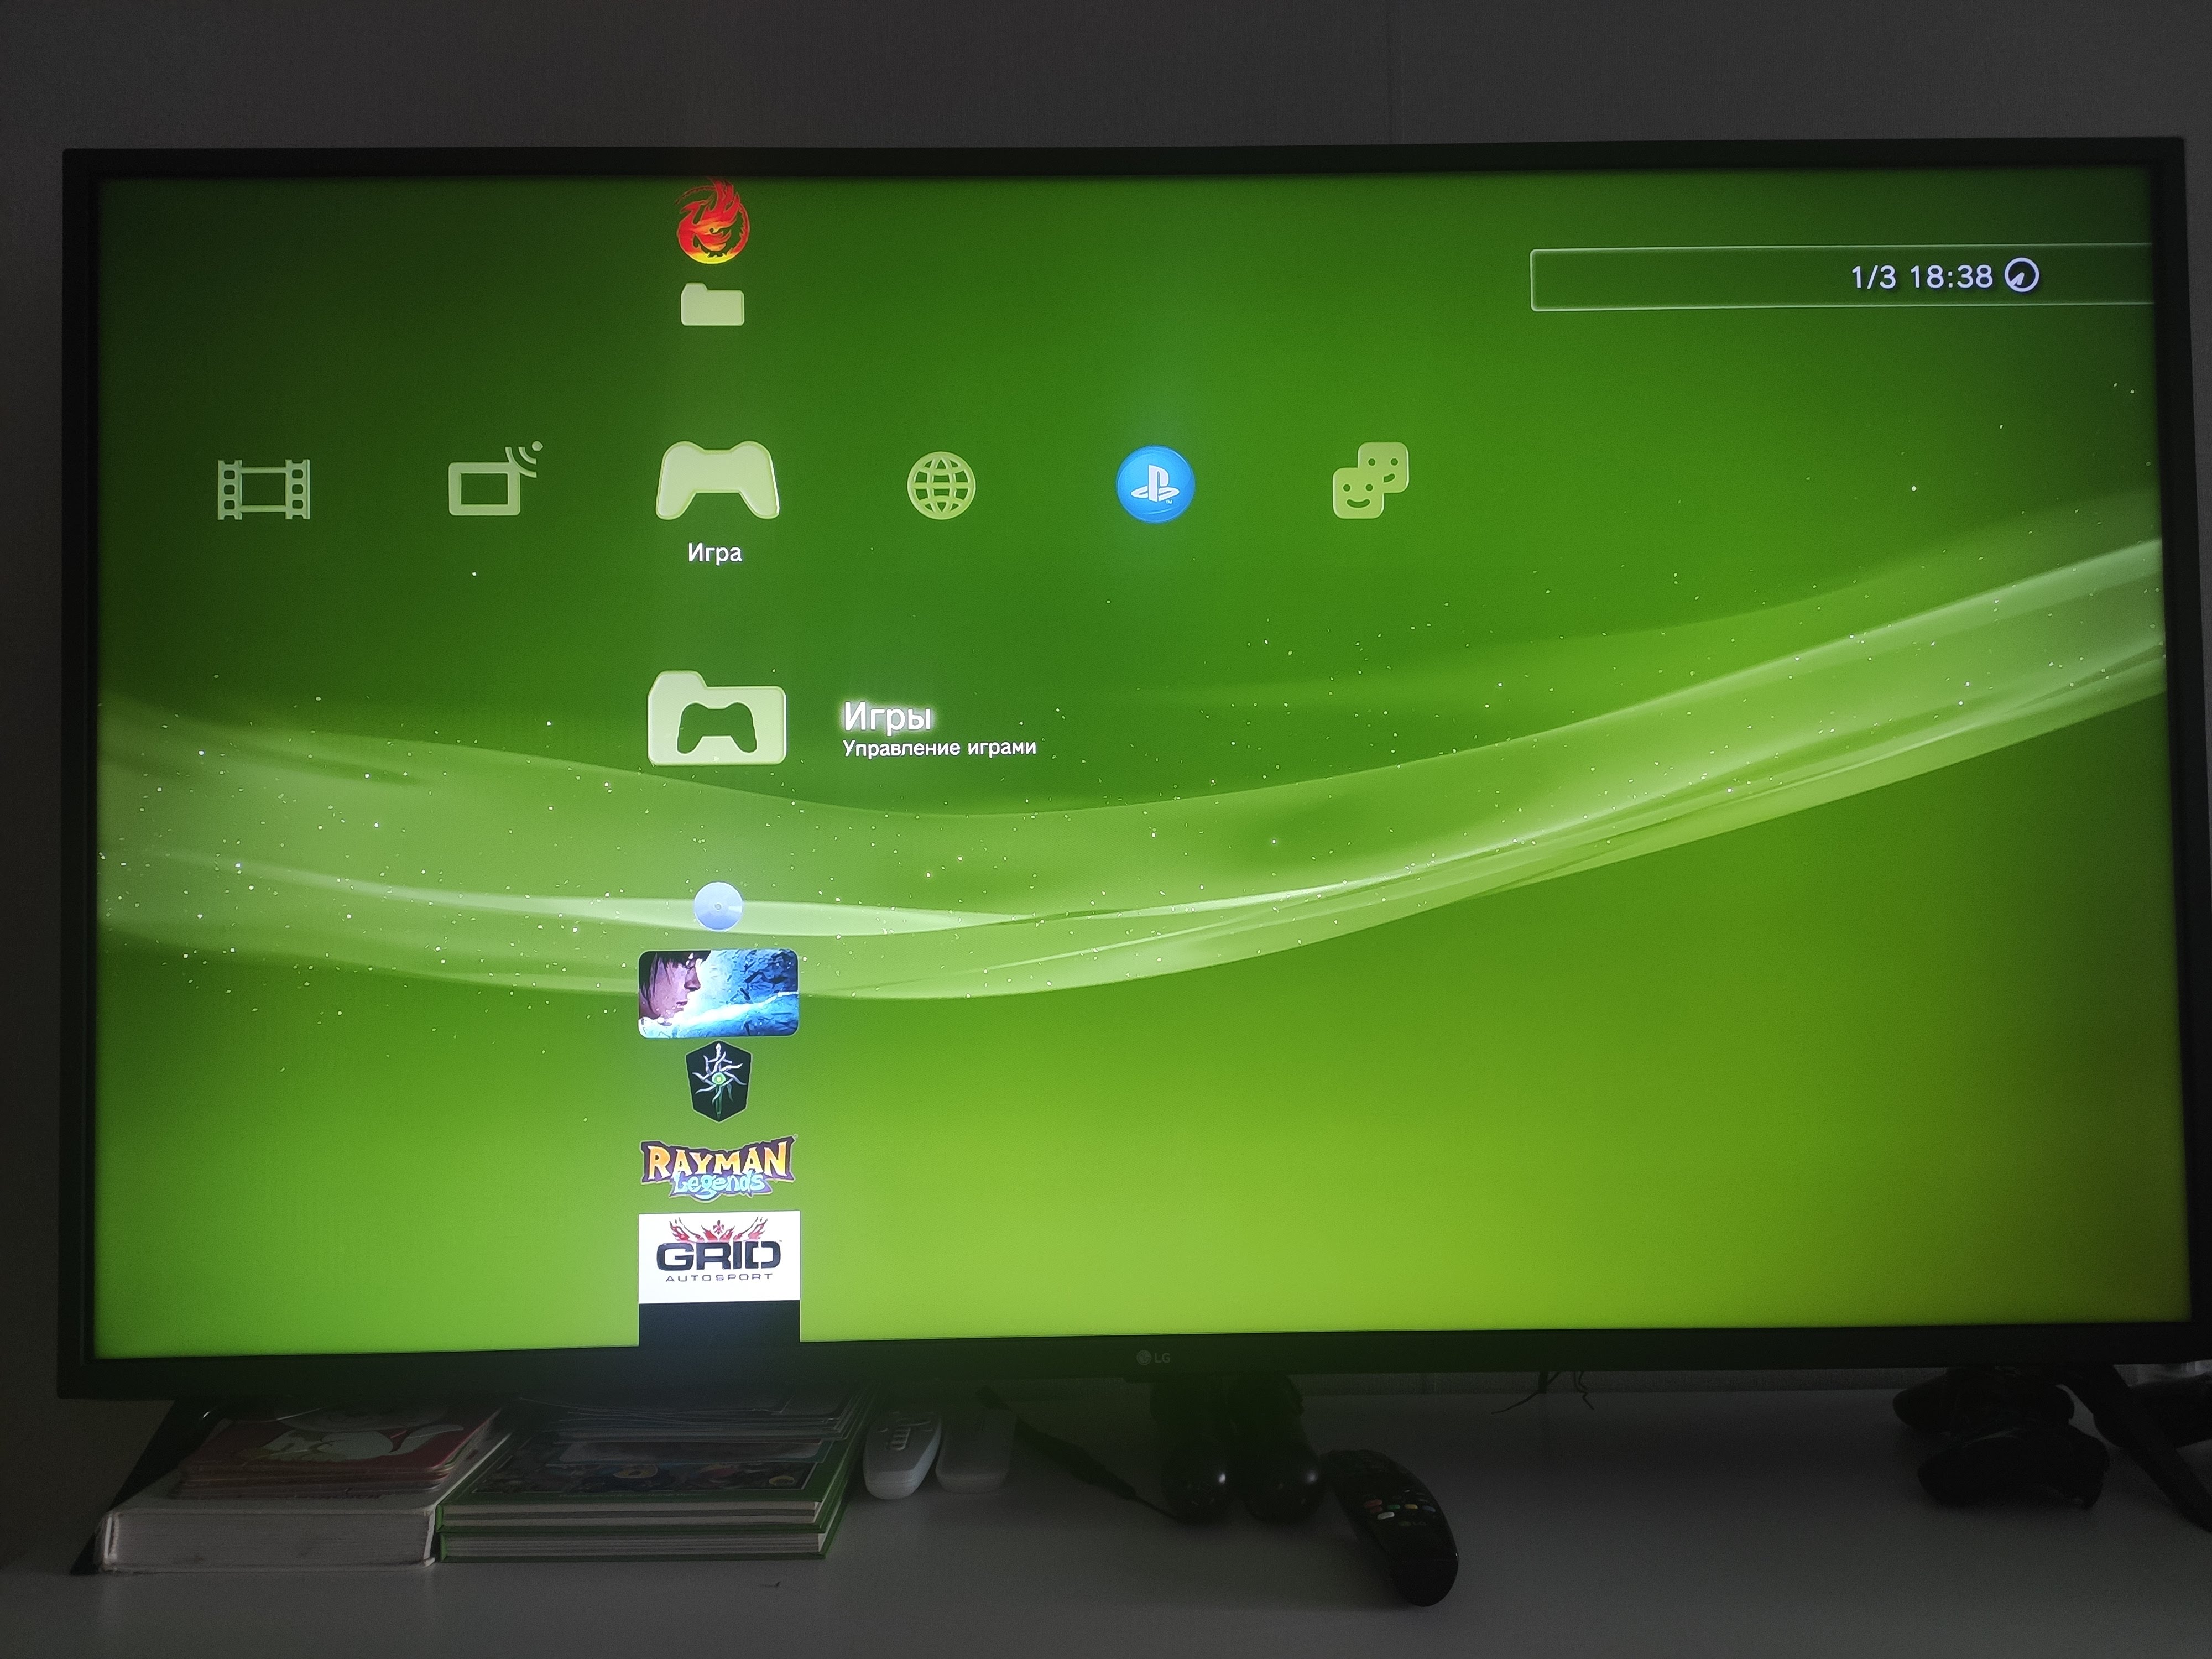 1/3 18:38
Игра
Игры
Управление играми
RAYMAN
Legends
GRID
AUTOSPORT
LG